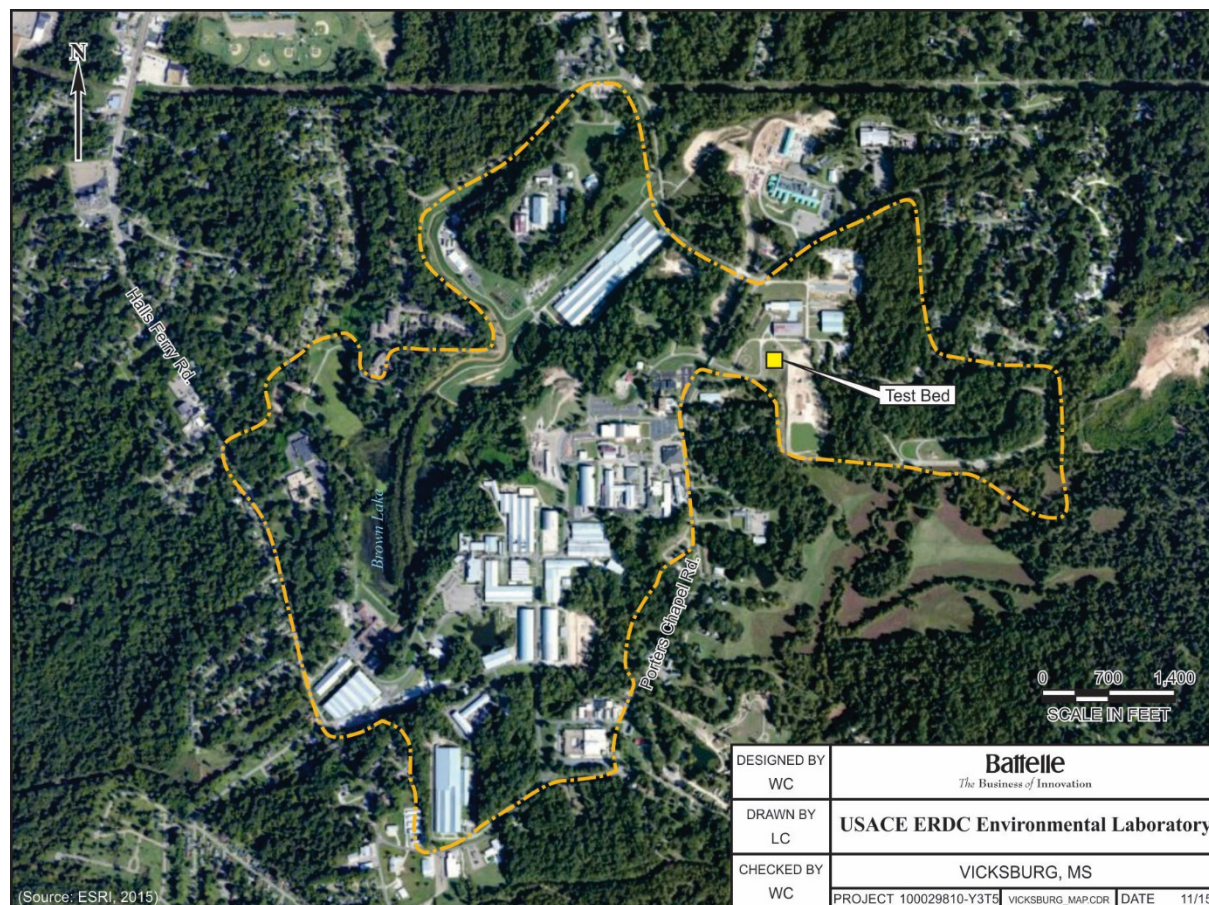 N
Halls Ferry Rd.
Test Bed
Brown Lake
Porters Chapel Rd.
0 700 1,400
SCALE IN FEET
DESIGNED BY
WC
Battelle
The Business of Innovation
DRAWN BY
LC
USACE ERDC Environmental Laboratory
CHECKED BY
WC
VICKSBURG, MS
PROJECT 100029810-Y3T5 VICKSBURG_MAP.CDR DATE 11/15
(Source: ESRI, 2015)